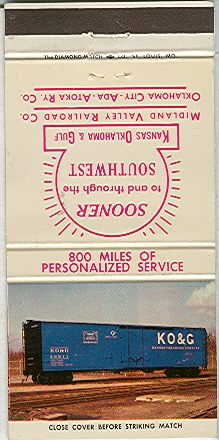 The DIAMOND MATCH Co., ST. LOUIS, MO
OKLAHOMA CITY-ADA-ATOKA RY. CO.
MIDLAND VALLEY RAILROAD CO.
KANSAS OKLAHOMA & GULF
SOUTHWEST
to and through the
SOONER
800 MILES OF
PERSONALIZED SERVICE
KO&G
KO&G
CLOSE COVER BEFORE STRIKING MATCH